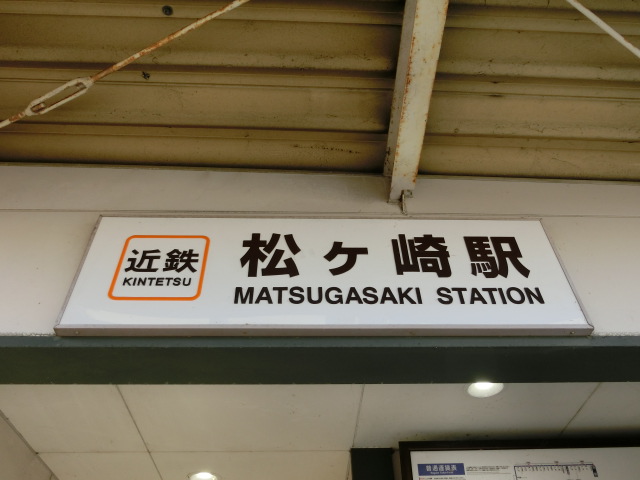 近鉄
KINTETSU
松ヶ崎駅
MATSUGASAKI STATION